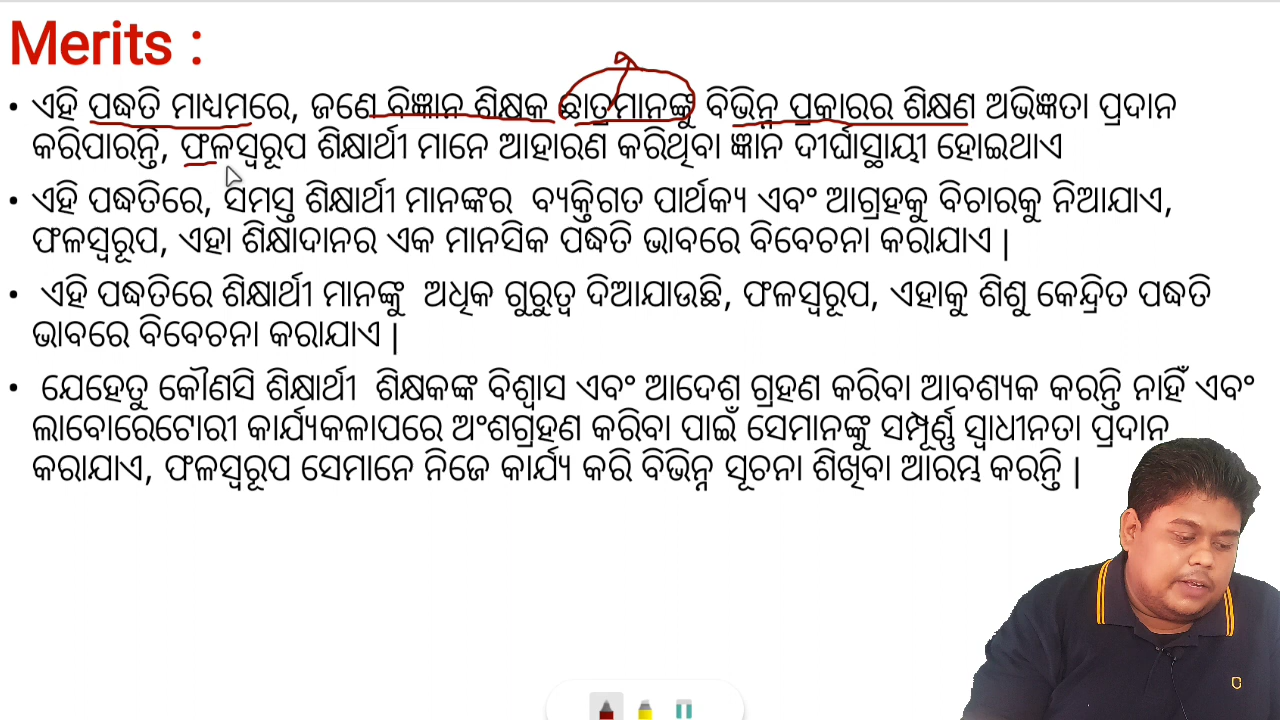 Merits :
• ଏହି ପଦ୍ଧତି ମାଧ୍ୟମରେ, ଜଣେ ବିଜ୍ଞାନ ଶିକ୍ଷକ ଛାତ୍ରମାନଙ୍କୁ ବିଭିନ୍ନ ପ୍ରକାରର ଶିକ୍ଷଣ ଅଭିଜ୍ଞତା ପ୍ରଦାନ
କରିପାରନ୍ତି, ଫଳସ୍ୱରୂପ ଶିକ୍ଷାର୍ଥୀ ମାନେ ଆହାରଣ କରିଥିବା ଜ୍ଞାନ ଦୀର୍ଘାସ୍ଥାୟୀ ହୋଇଥାଏ
• ଏହି ପଦ୍ଧତିରେ, ସମସ୍ତ ଶିକ୍ଷାର୍ଥୀ ମାନଙ୍କର ବ୍ୟକ୍ତିଗତ ପାର୍ଥକ୍ୟ ଏବଂ ଆଗ୍ରହକୁ ବିଚାରକୁ ନିଆଯାଏ,
ଫଳସ୍ୱରୂପ, ଏହା ଶିକ୍ଷାଦାନର ଏକ ମାନସିକ ପଦ୍ଧତି ଭାବରେ ବିବେଚନା କରାଯାଏ |
• ଏହି ପଦ୍ଧତିରେ ଶିକ୍ଷାର୍ଥୀ ମାନଙ୍କୁ ଅଧିକ ଗୁରୁତ୍ୱ ଦିଆଯାଉଛି, ଫଳସ୍ୱରୂପ, ଏହାକୁ ଶିଶୁ କେନ୍ଦ୍ରିତ ପଦ୍ଧତି
ଭାବରେ ବିବେଚନା କରାଯାଏ |
• ଯେହେତୁ କୌଣସି ଶିକ୍ଷାର୍ଥୀ ଶିକ୍ଷକଙ୍କ ବିଶ୍ୱାସ ଏବଂ ଆଦେଶ ଗ୍ରହଣ କରିବା ଆବଶ୍ୟକ କରନ୍ତି ନାହିଁ ଏବଂ
ଲାବୋରେଟୋରୀ କାର୍ଯ୍ୟକଳାପରେ ଅଂଶଗ୍ରହଣ କରିବା ପାଇଁ ସେମାନଙ୍କୁ ସମ୍ପୂର୍ଣ୍ଣ ସ୍ୱାଧୀନତା ପ୍ରଦାନ
କରାଯାଏ, ଫଳସ୍ୱରୂପ ସେମାନେ ନିଜେ କାର୍ଯ୍ୟ କରି ବିଭିନ୍ନ ସୂଚନା ଶିଖିବା ଆରମ୍ଭ କରନ୍ତି |